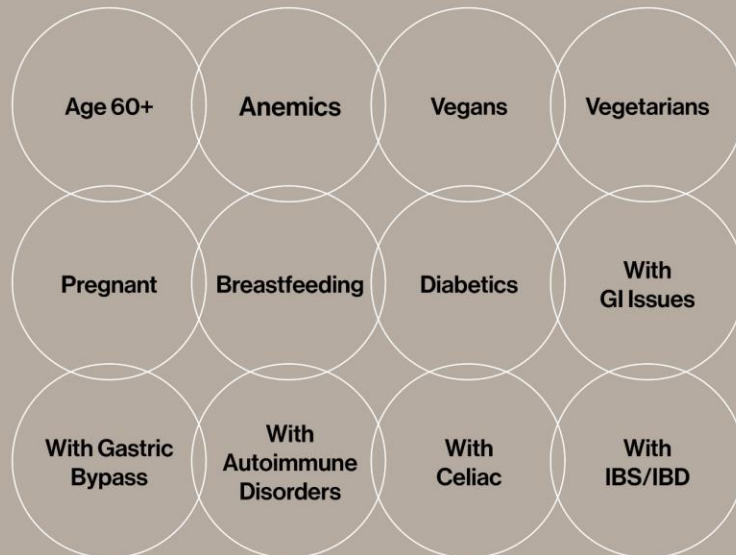 Age 60+
Anemics
Vegans
Vegetarians
Pregnant
Breastfeeding
Diabetics
With
GI Issues
With Gastric
Bypass
With
Autoimmune
Disorders
With
Celiac
With
IBS/IBD